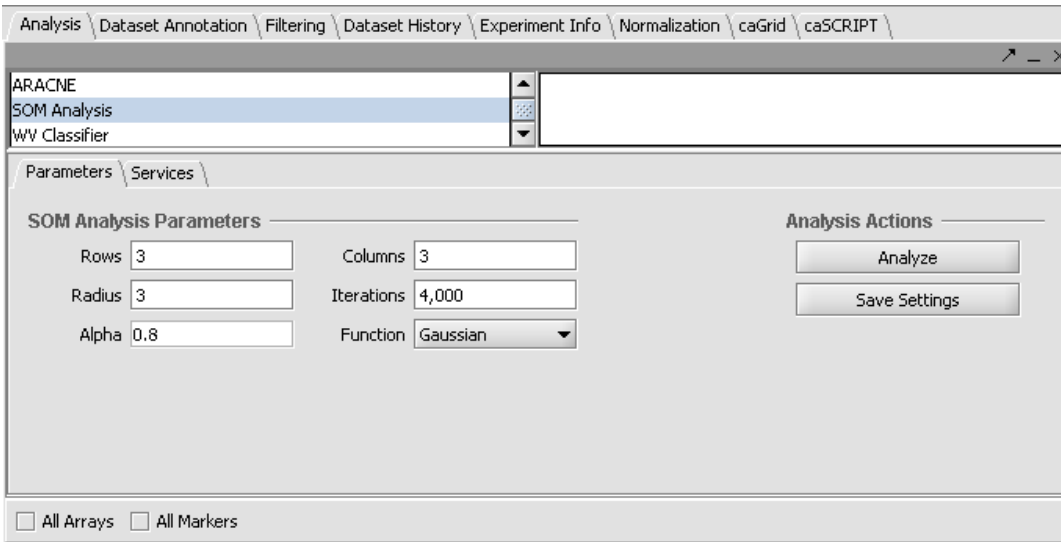 Analysis Dataset Annotation Filtering Dataset History Experiment Info Normalization caGrid caSCRIPT
ARACNE
SOM Analysis
WV Classifier
Parameters Services
SOM Analysis Parameters Analysis Actions
Rows 3 Columns 3 Analyze
Radius 3 Iterations 4,000 Save Settings
Alpha 0.8 Function Gaussian
All Arrays All Markers